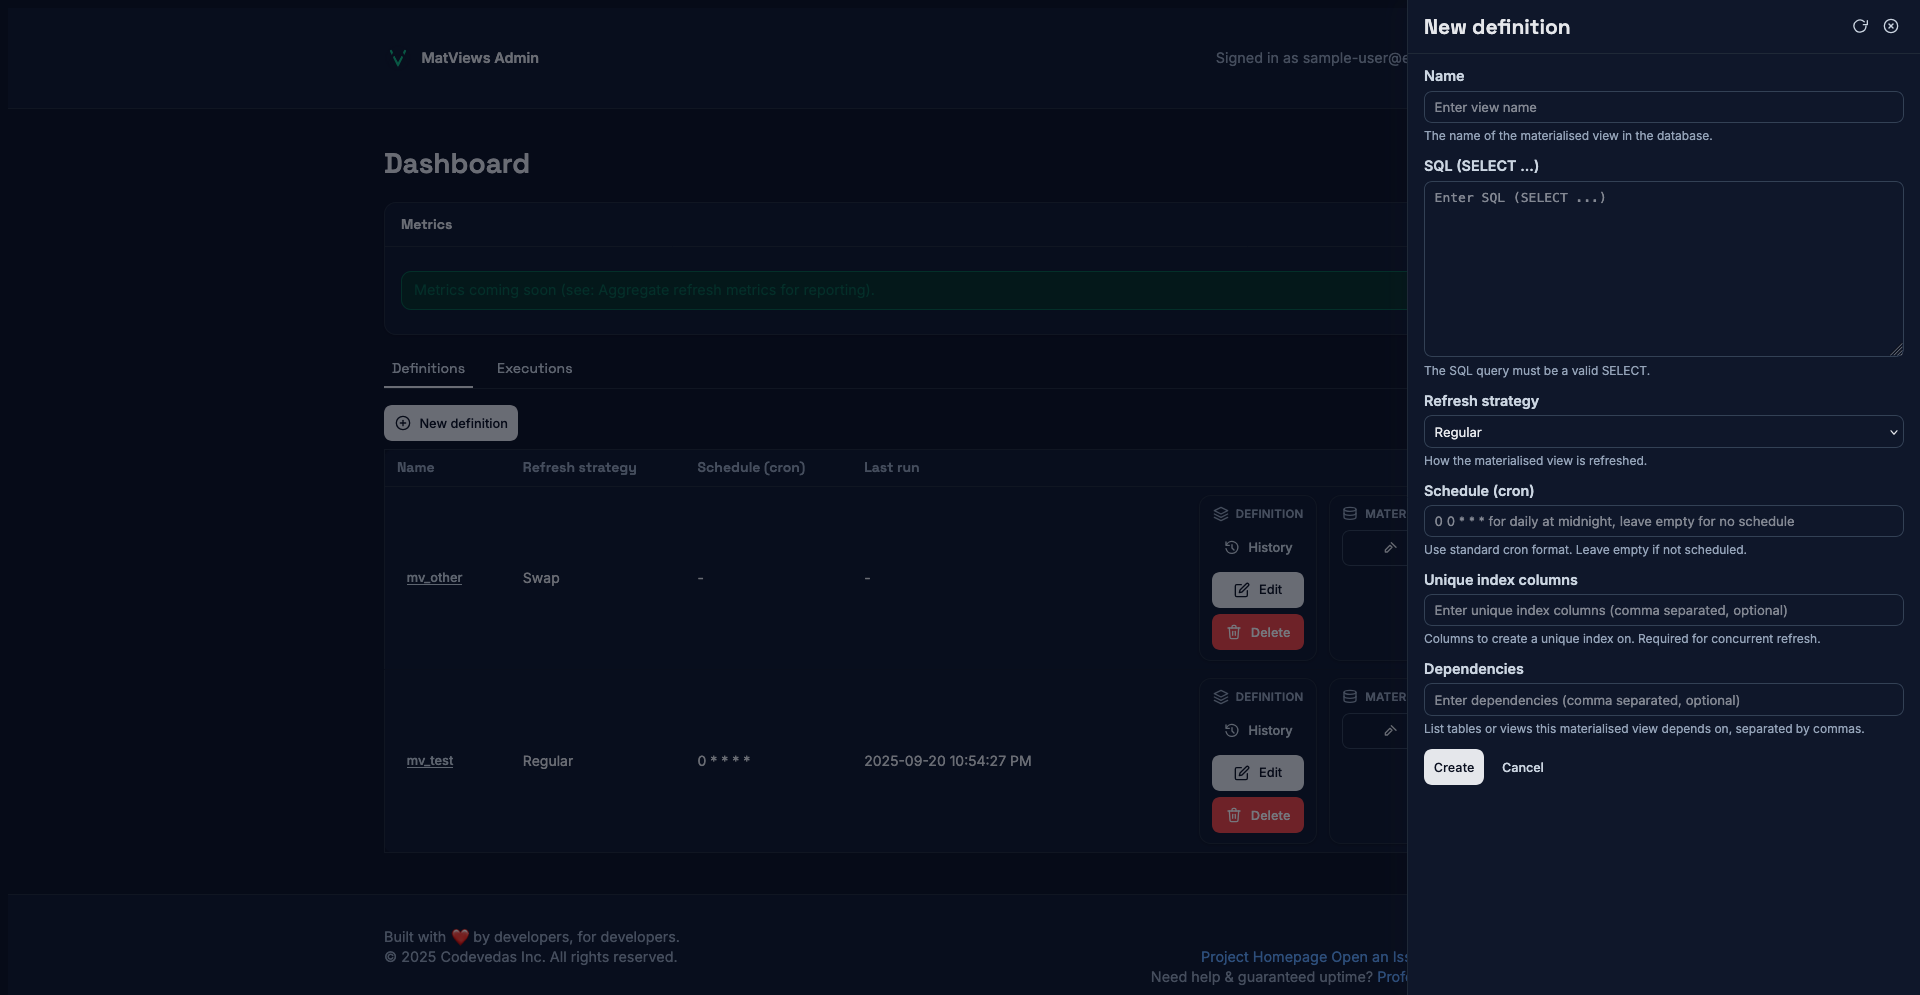 MatViews Admin
Signed in as sample-user@e
Dashboard
Metrics
Metrics coming soon (see: Aggregate refresh metrics for reporting).
Definitions
Executions
New definition
Name
Refresh strategy
Schedule (cron)
Last run
mv_other
Swap
-
-
DEFINITION
History
Edit
Delete
MATER
mv_test
Regular
0 * * * *
2025-09-20 10:54:27 PM
DEFINITION
History
Edit
Delete
MATER
Built with ❤️ by developers, for developers.
© 2025 Codevedas Inc. All rights reserved.
Project Homepage Open an Iss
Need help & guaranteed uptime? Profe
New definition
Name
Enter view name
The name of the materialised view in the database.
SQL (SELECT ...)
Enter SQL (SELECT ...)
The SQL query must be a valid SELECT.
Refresh strategy
Regular
How the materialised view is refreshed.
Schedule (cron)
0 0 * * * for daily at midnight, leave empty for no schedule
Use standard cron format. Leave empty if not scheduled.
Unique index columns
Enter unique index columns (comma separated, optional)
Columns to create a unique index on. Required for concurrent refresh.
Dependencies
Enter dependencies (comma separated, optional)
List tables or views this materialised view depends on, separated by commas.
Create
Cancel